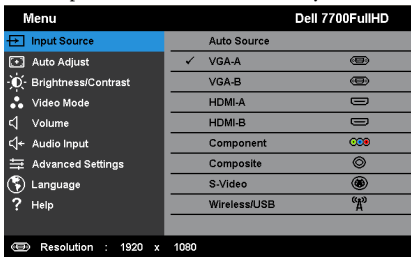 Menu Dell 7700FullHD
Input Source
Auto Adjust
Brightness/Contrast
Video Mode
Volume
Audio Input
Advanced Settings
Language
Help
Auto Source
✓ VGA-A
VGA-B
HDMI-A
HDMI-B
Component
Composite
S-Video
Wireless/USB
Resolution : 1920 x 1080